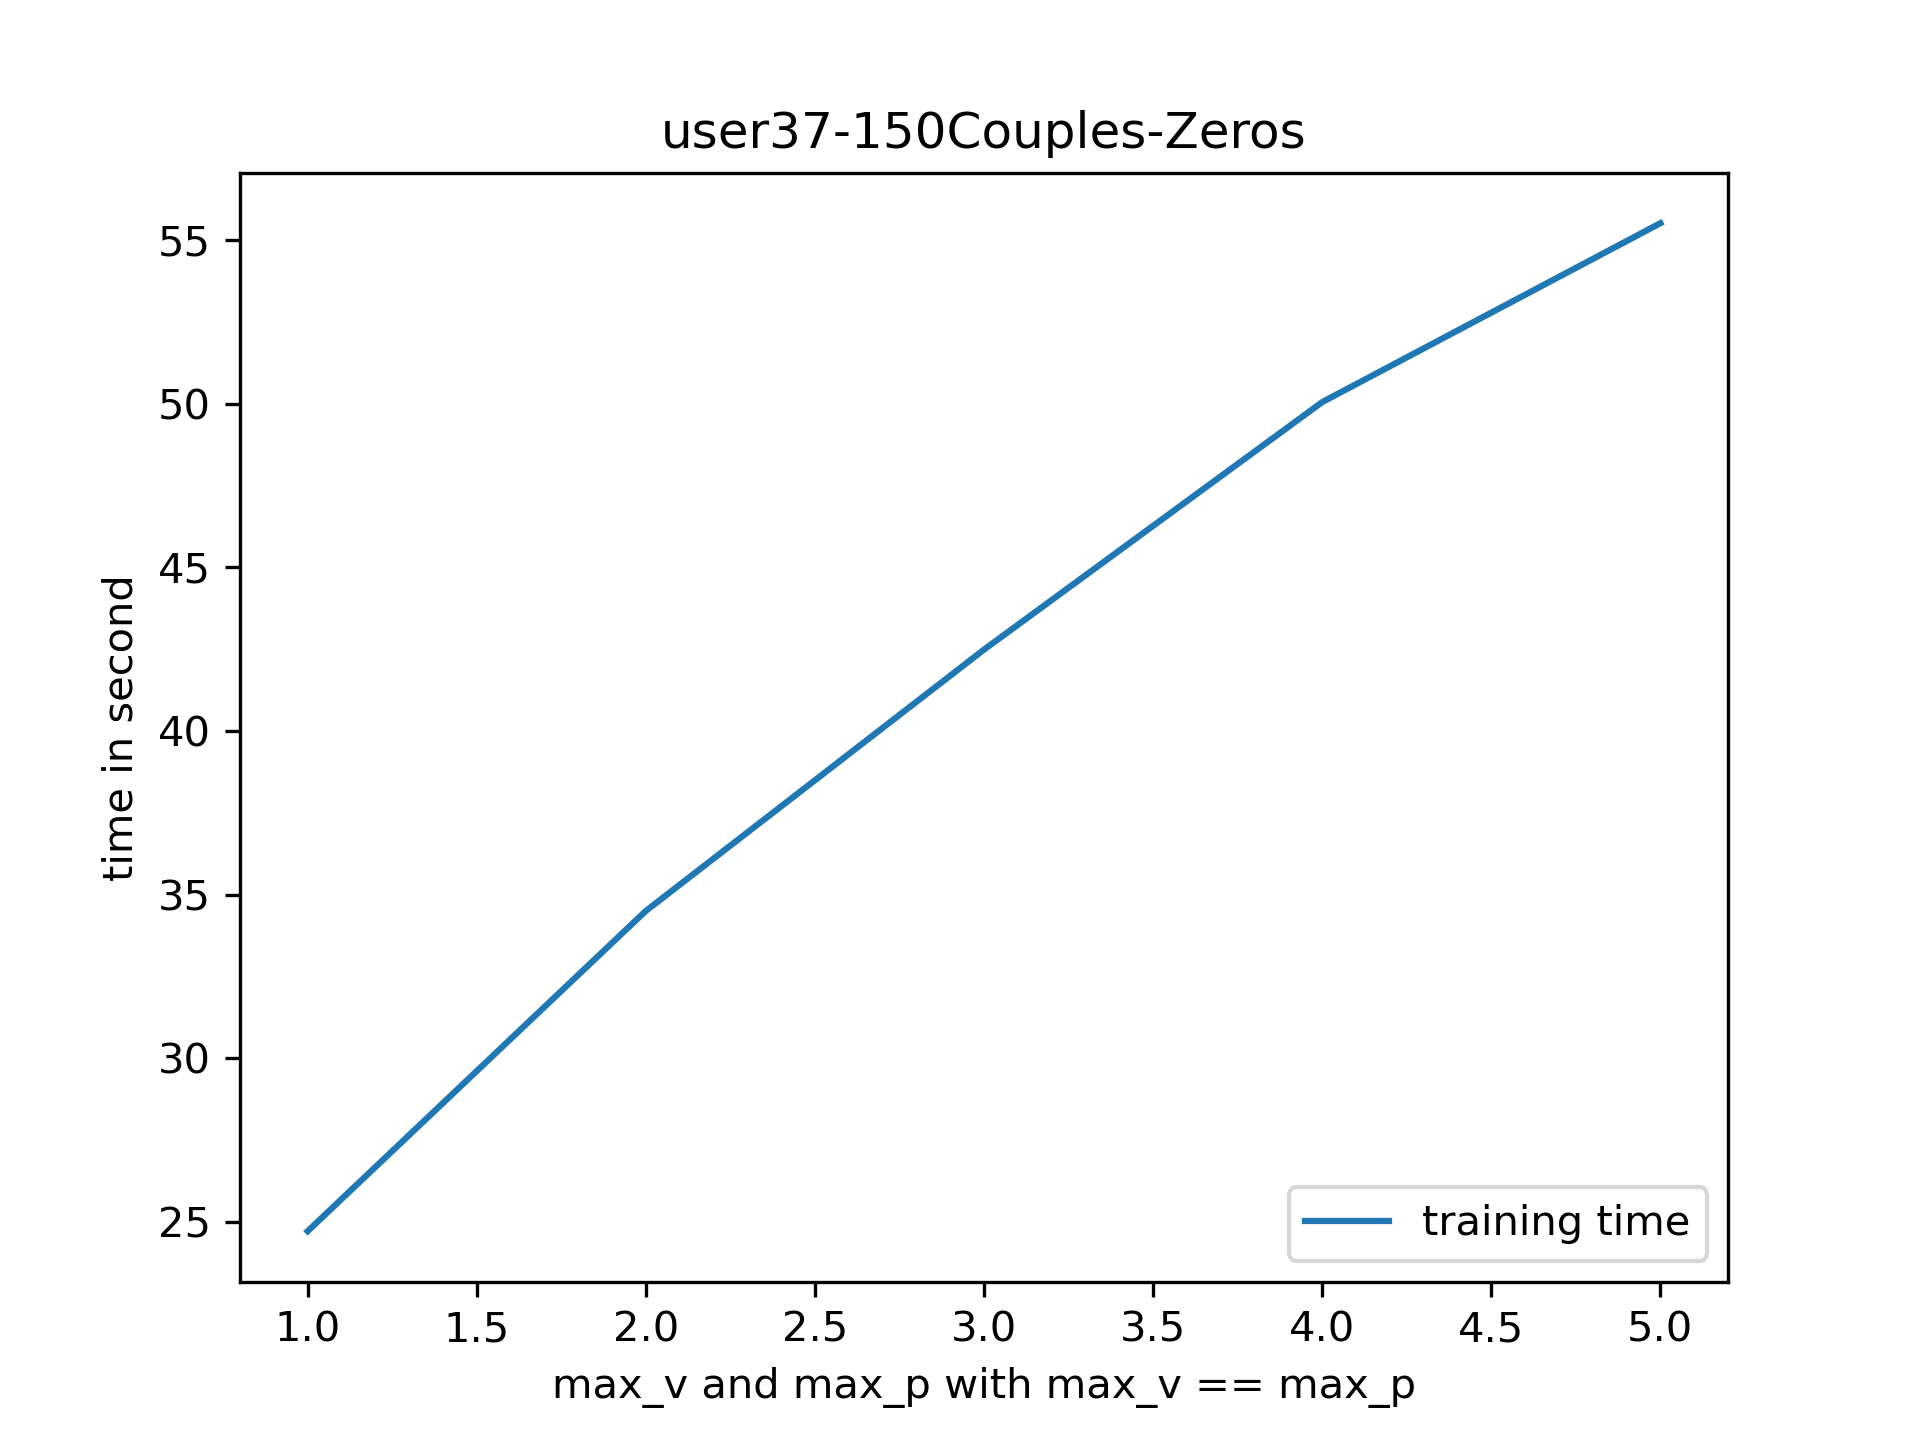 user37-150Couples-Zeros
55
50
45
40
35
30
25
time in second
training time
1.0 1.5 2.0 2.5 3.0 3.5 4.0 4.5 5.0
max_v and max_p with max_v == max_p